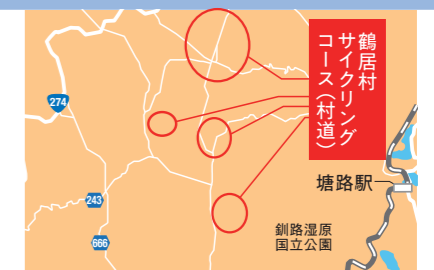 鶴居村
サイクリング
コース（村道）
274
塘路駅
243
釧路湿原
国立公園
666